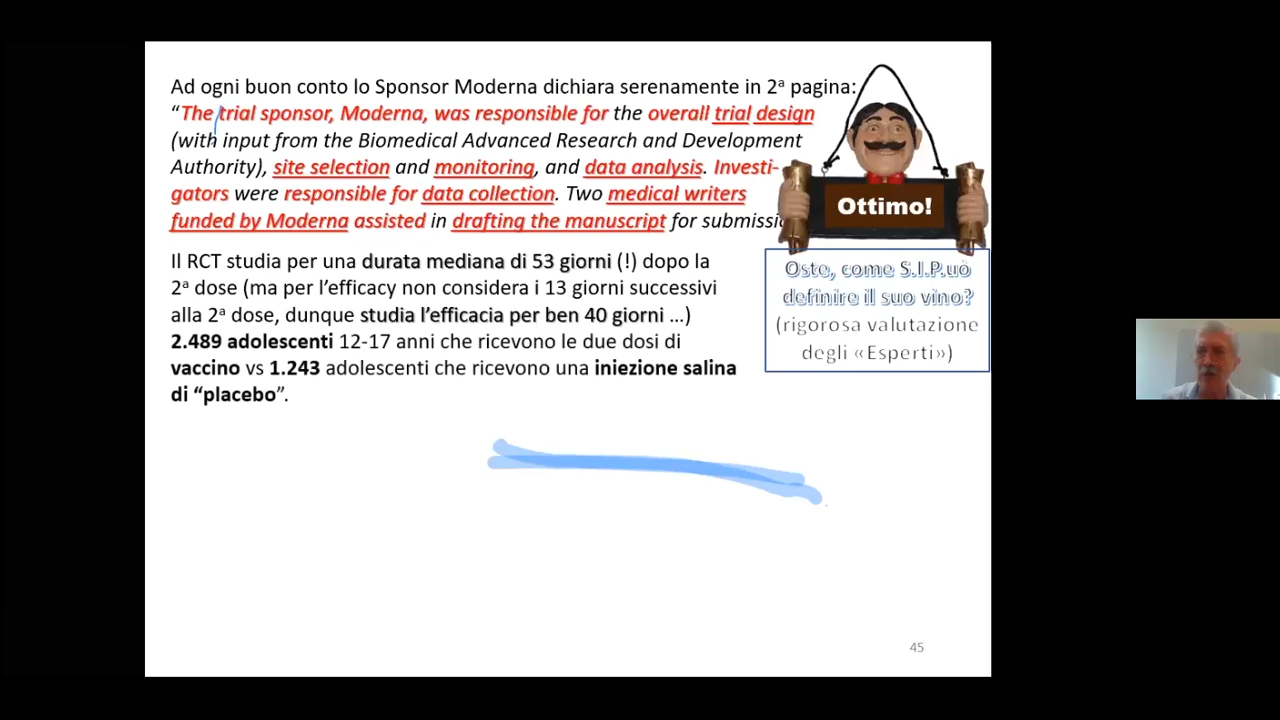 Ad ogni buon conto lo Sponsor Moderna dichiara serenamente in 2ª pagina:
“The trial sponsor, Moderna, was responsible for the overall trial design
(with input from the Biomedical Advanced Research and Development
Authority), site selection and monitoring, and data analysis. Investi-
gators were responsible for data collection. Two medical writers
funded by Moderna assisted in drafting the manuscript for submissi
Ottimo!
Oste, come S.I.P.uò
definire il suo vino?
(rigorosa valutazione
degli «Esperti»)
Il RCT studia per una durata mediana di 53 giorni (!) dopo la
2ª dose (ma per l’efficacy non considera i 13 giorni successivi
alla 2ª dose, dunque studia l’efficacia per ben 40 giorni …)
2.489 adolescenti 12-17 anni che ricevono le due dosi di
vaccino vs 1.243 adolescenti che ricevono una iniezione salina
di “placebo”.
45